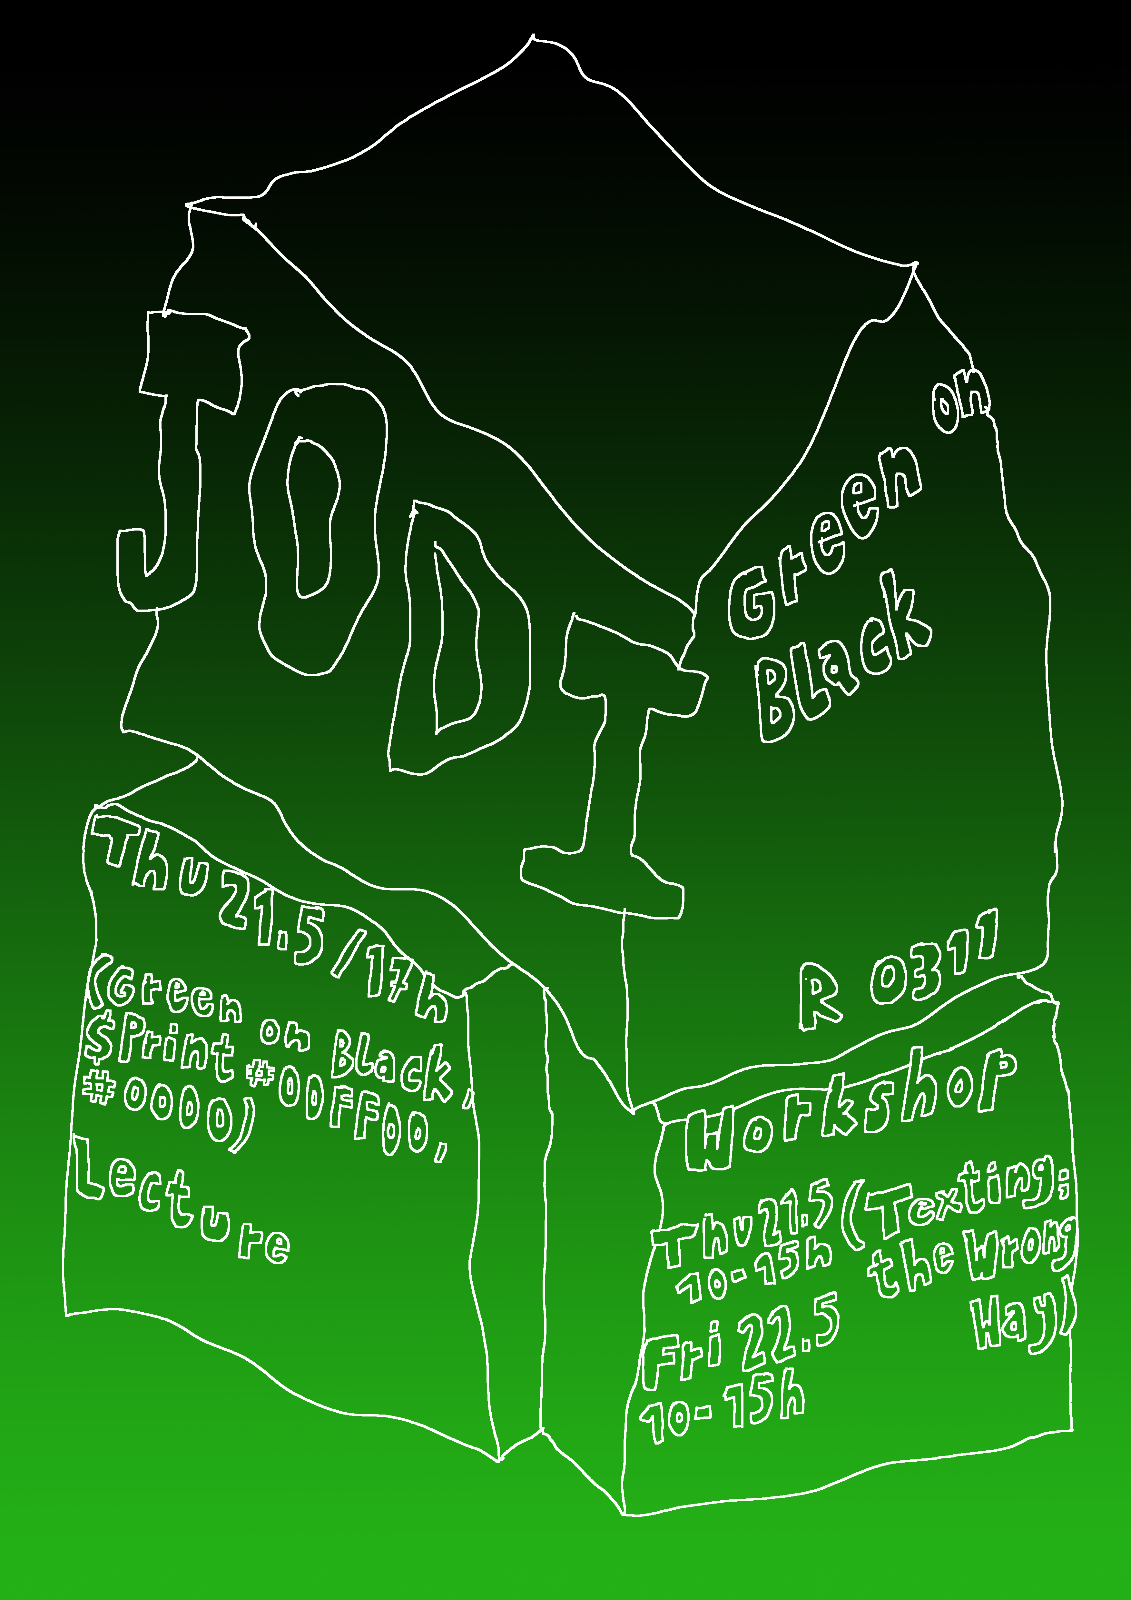 JODI
Green on
Black
R 0311
Thu 21.5 /17h
(Green on Black,
$Print #00FF00,
#0000)
Lecture
Workshop
Thu 21.5
10-15h
Fri 22.5
10-15h
(Texting;
the Wrong
Way)